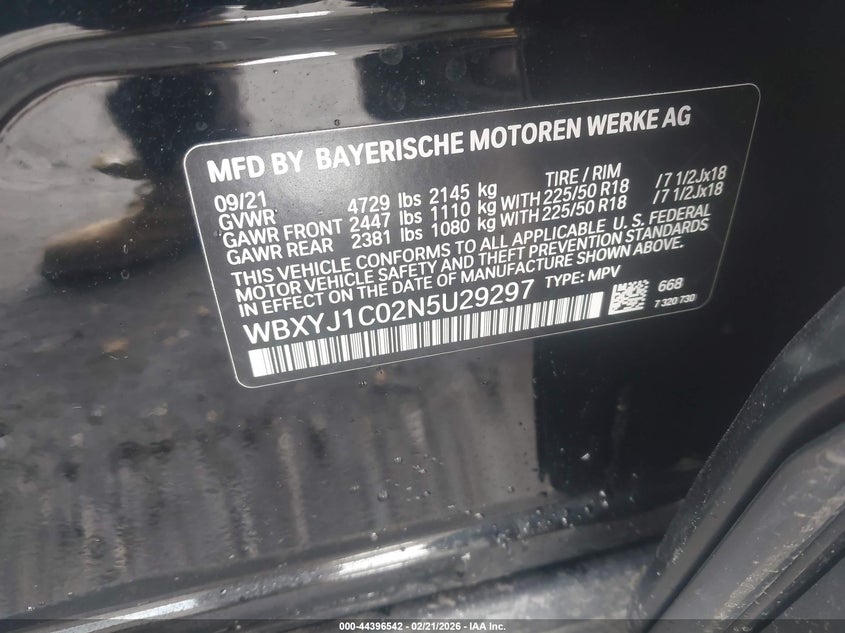 MFD BY BAYERISCHE MOTOREN WERKE AG
09/21 TIRE / RIM
GVWR 4729 lbs 2145 kg
GAWR FRONT 2447 lbs 1110 kg WITH 225/50 R18 /7 1/2Jx18
GAWR REAR 2381 lbs 1080 kg WITH 225/50 R18 /7 1/2Jx18
THIS VEHICLE CONFORMS TO ALL APPLICABLE U. S. FEDERAL
MOTOR VEHICLE SAFETY AND THEFT PREVENTION STANDARDS
IN EFFECT ON THE DATE OF MANUFACTURE SHOWN ABOVE.
WBXYJ1C02N5U29297 TYPE: MPV
668
7 320 730
000-44396542 - 02/21/2026 - IAA Inc.